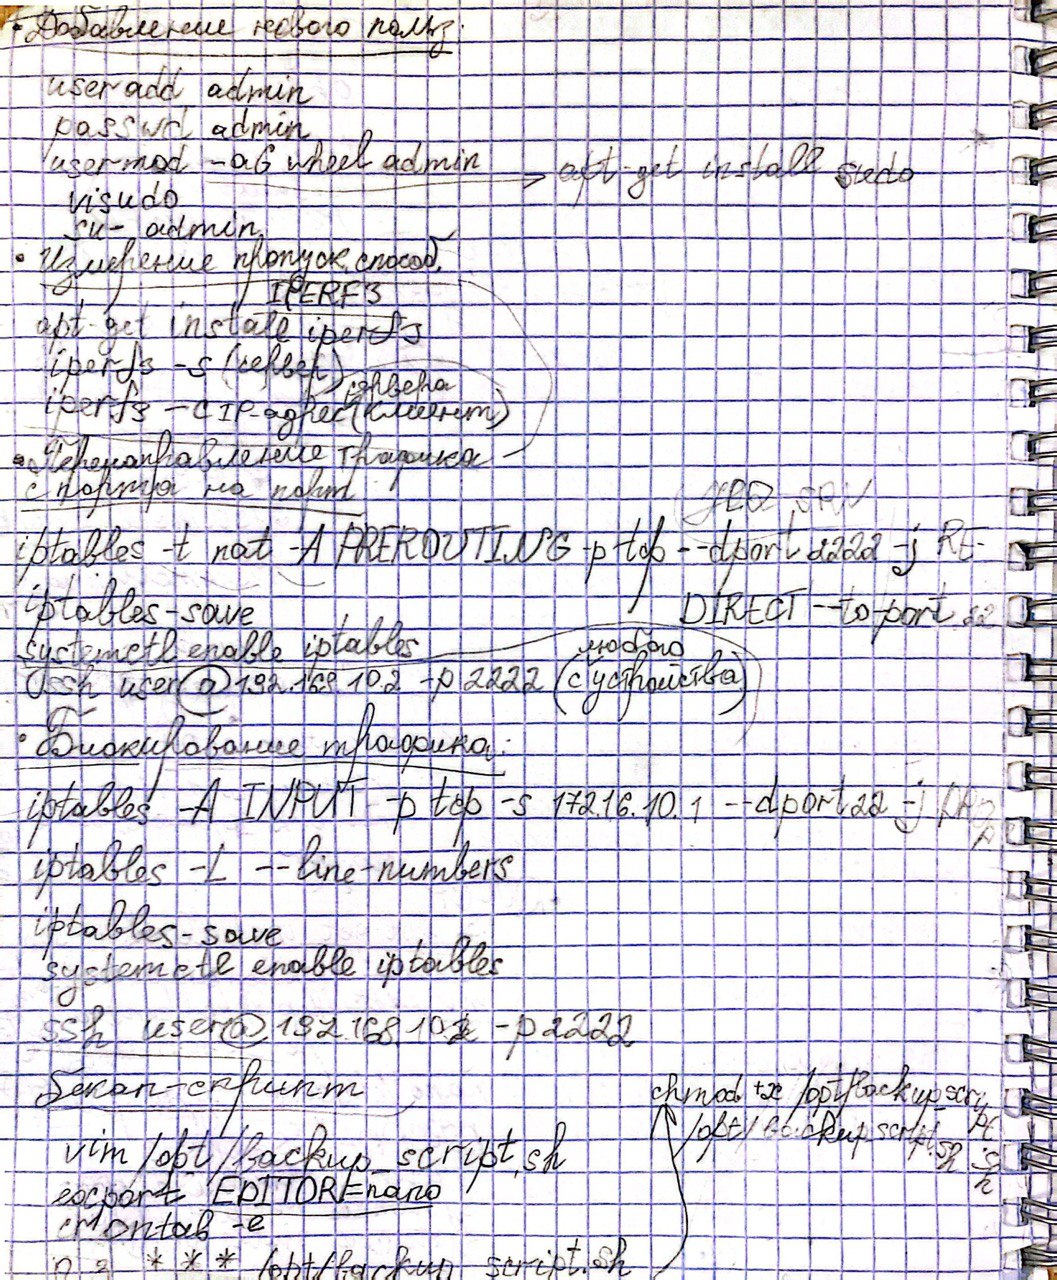 • Добавление нового польз.
useradd admin
passwd admin
usermod -aG wheel admin → apt-get install sudo
visudo
su- admin
• Измерение пропуск. способ.
IPERF3
apt-get install iperf3
iperf3 -s (сервер)
сервера
iperf3 -c IP-адрес (клиент)
• Перенаправление трафика
с порта на порт
SRV
iptables -t nat -A PREROUTING -p tcp --dport 2222 -j RE-
DIRECT --to-port 22
iptables-save
systemctl enable iptables
любого
ssh user@192.168.10.2 -p 2222 (с устройства)
• Блокирование трафика:
iptables -A INPUT -p tcp -s 172.16.10.1 --dport 22 -j
iptables -L --line-numbers
iptables-save
systemctl enable iptables
ssh user@192.168.10.2 -p 2222
Бекап-скрипт
chmod +x /opt/backup_script.sh
/opt/backup_script.sh
vim /opt/backup_script.sh
export EDITOR=nano
crontab -e
* * * /opt/backup_script.sh